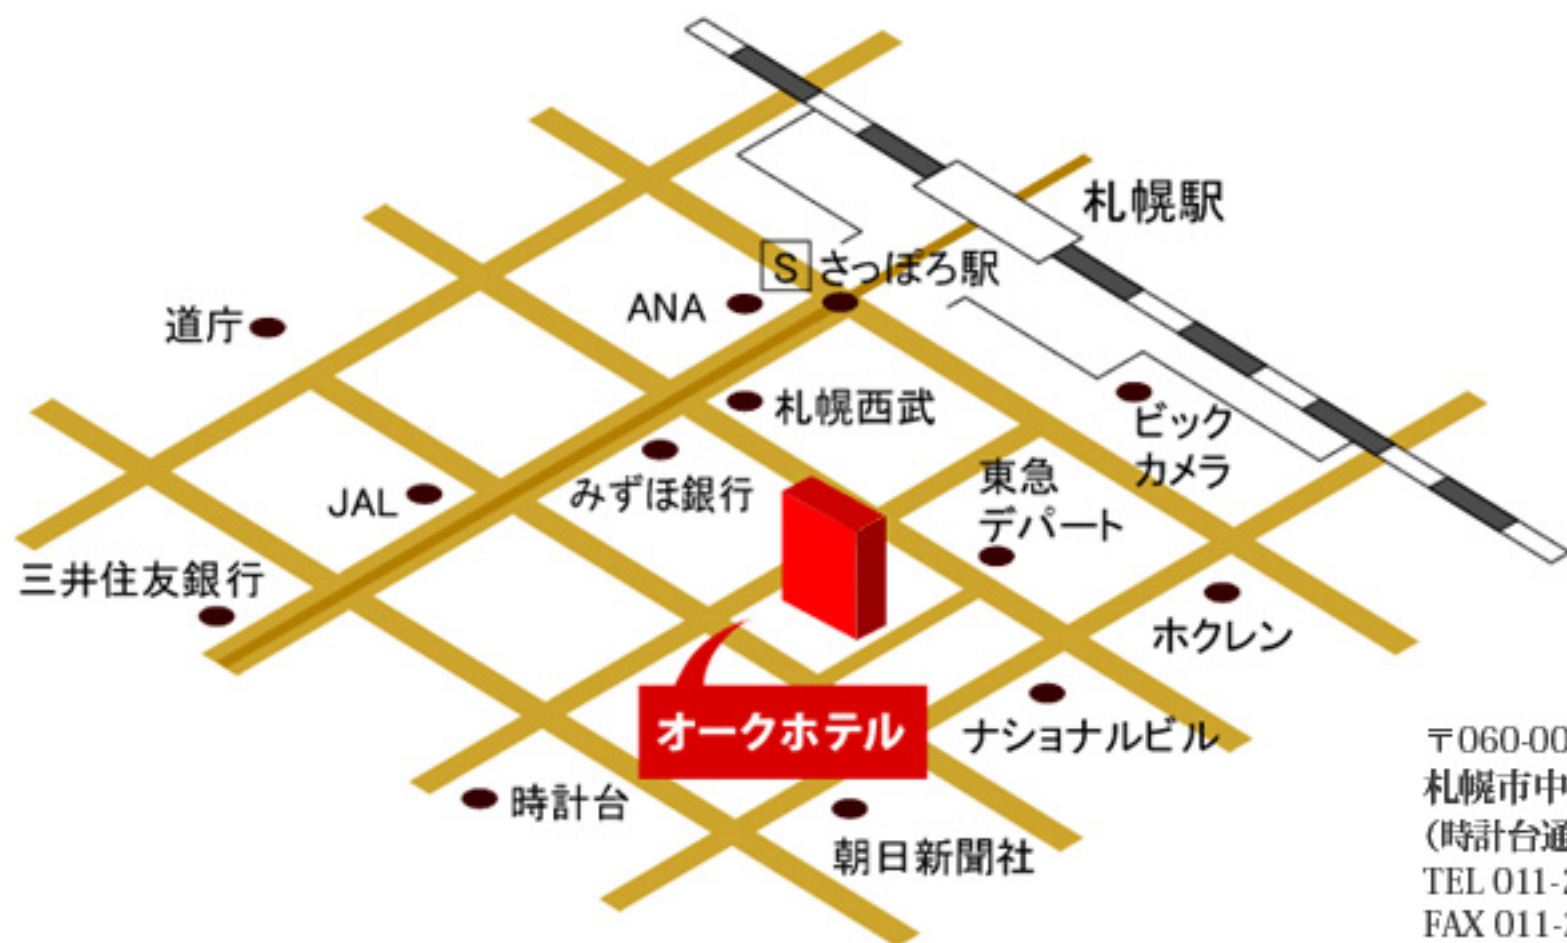 札幌駅
S さっぽろ駅
ANA
道庁
札幌西武
ビック
カメラ
東急
デパート
みずほ銀行
JAL
三井住友銀行
ホクレン
オークホテル
ナショナルビル
時計台
朝日新聞社
〒060-00
札幌市中
(時計台通
TEL 011-2
FAX 011-